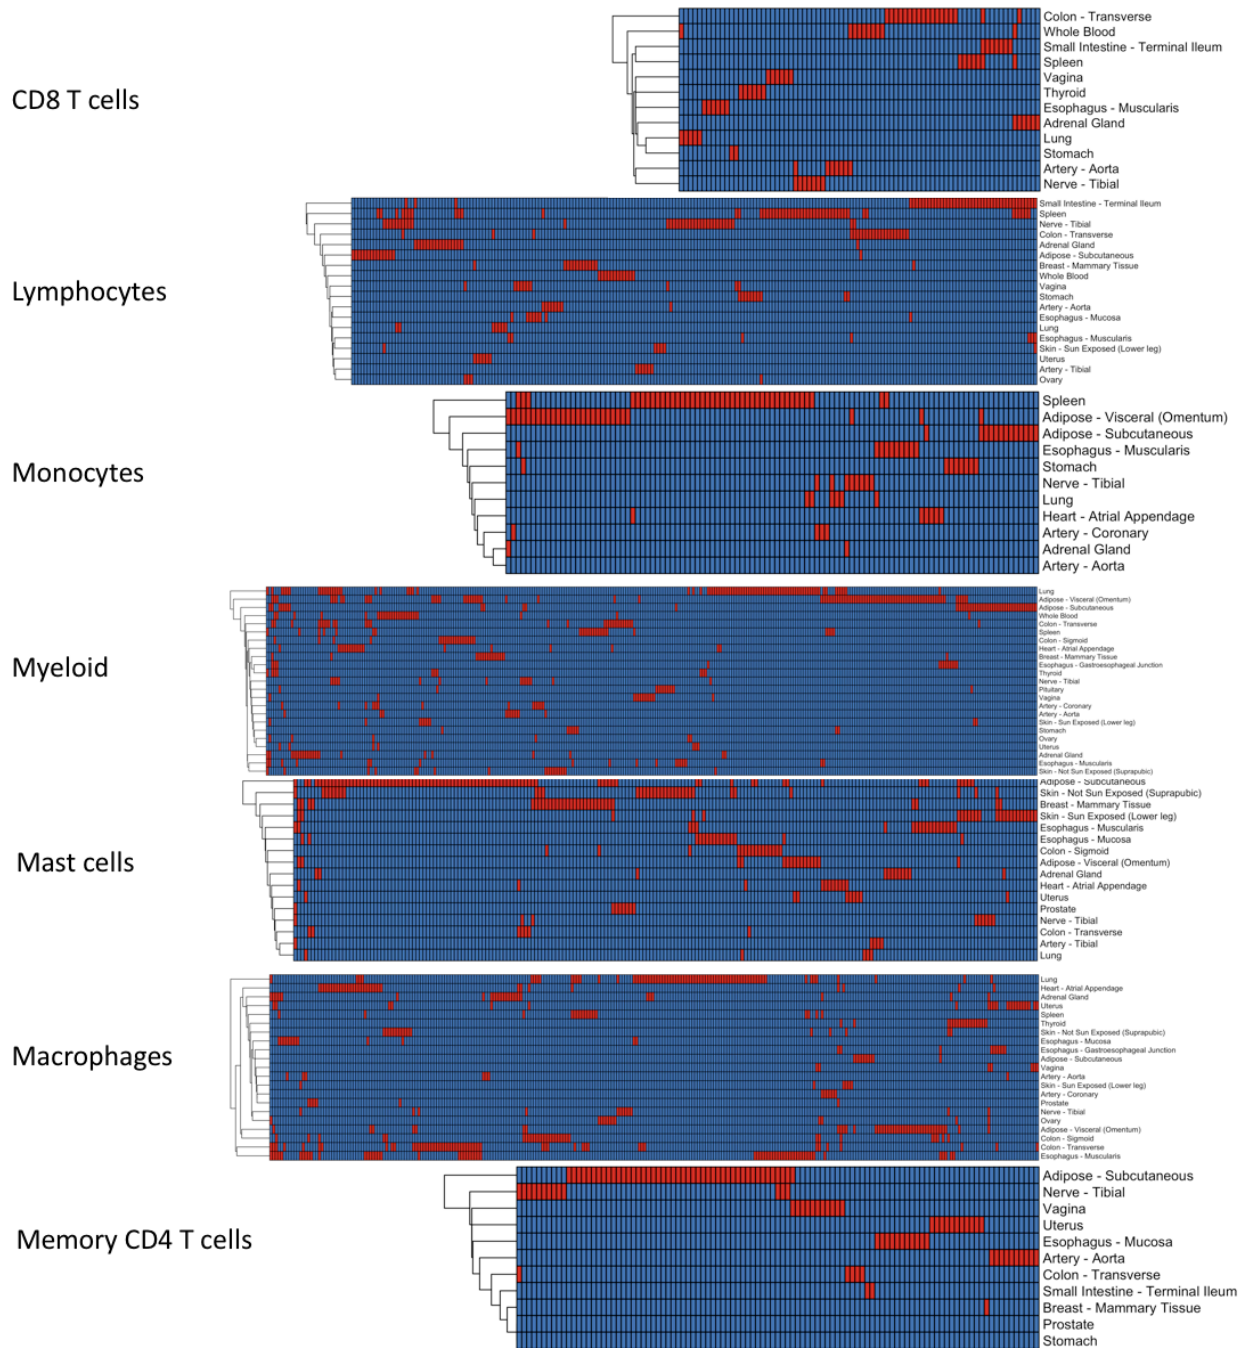 CD8 T cells
Colon - Transverse
Whole Blood
Small Intestine - Terminal Ileum
Spleen
Vagina
Thyroid
Esophagus - Muscularis
Adrenal Gland
Lung
Stomach
Artery - Aorta
Nerve - Tibial
Lymphocytes
Small Intestine - Terminal Ileum
Spleen
Nerve - Tibial
Colon - Transverse
Adrenal Gland
Adipose - Subcutaneous
Breast - Mammary Tissue
Whole Blood
Vagina
Stomach
Artery - Aorta
Esophagus - Mucosa
Lung
Esophagus - Muscularis
Skin - Sun Exposed (Lower leg)
Uterus
Artery - Tibial
Ovary
Monocytes
Spleen
Adipose - Visceral (Omentum)
Adipose - Subcutaneous
Esophagus - Muscularis
Stomach
Nerve - Tibial
Lung
Heart - Atrial Appendage
Artery - Coronary
Adrenal Gland
Artery - Aorta
Myeloid
Lung
Adipose - Visceral (Omentum)
Adipose - Subcutaneous
Whole Blood
Colon - Transverse
Spleen
Colon - Sigmoid
Heart - Atrial Appendage
Breast - Mammary Tissue
Esophagus - Gastroesophageal Junction
Thyroid
Nerve - Tibial
Pituitary
Vagina
Artery - Coronary
Artery - Aorta
Skin - Sun Exposed (Lower leg)
Stomach
Ovary
Uterus
Adrenal Gland
Esophagus - Muscularis
Skin - Not Sun Exposed (Suprapubic)
Mast cells
Adipose - Subcutaneous
Skin - Not Sun Exposed (Suprapubic)
Breast - Mammary Tissue
Skin - Sun Exposed (Lower leg)
Esophagus - Muscularis
Esophagus - Mucosa
Colon - Sigmoid
Adipose - Visceral (Omentum)
Adrenal Gland
Heart - Atrial Appendage
Uterus
Prostate
Nerve - Tibial
Colon - Transverse
Artery - Tibial
Lung
Macrophages
Lung
Heart - Atrial Appendage
Adrenal Gland
Uterus
Spleen
Thyroid
Skin - Not Sun Exposed (Suprapubic)
Esophagus - Mucosa
Esophagus - Gastroesophageal Junction
Adipose - Subcutaneous
Vagina
Artery - Aorta
Skin - Sun Exposed (Lower leg)
Artery - Coronary
Prostate
Nerve - Tibial
Ovary
Adipose - Visceral (Omentum)
Colon - Sigmoid
Colon - Transverse
Esophagus - Muscularis
Memory CD4 T cells
Adipose - Subcutaneous
Nerve - Tibial
Vagina
Uterus
Esophagus - Mucosa
Artery - Aorta
Colon - Transverse
Small Intestine - Terminal Ileum
Breast - Mammary Tissue
Prostate
Stomach